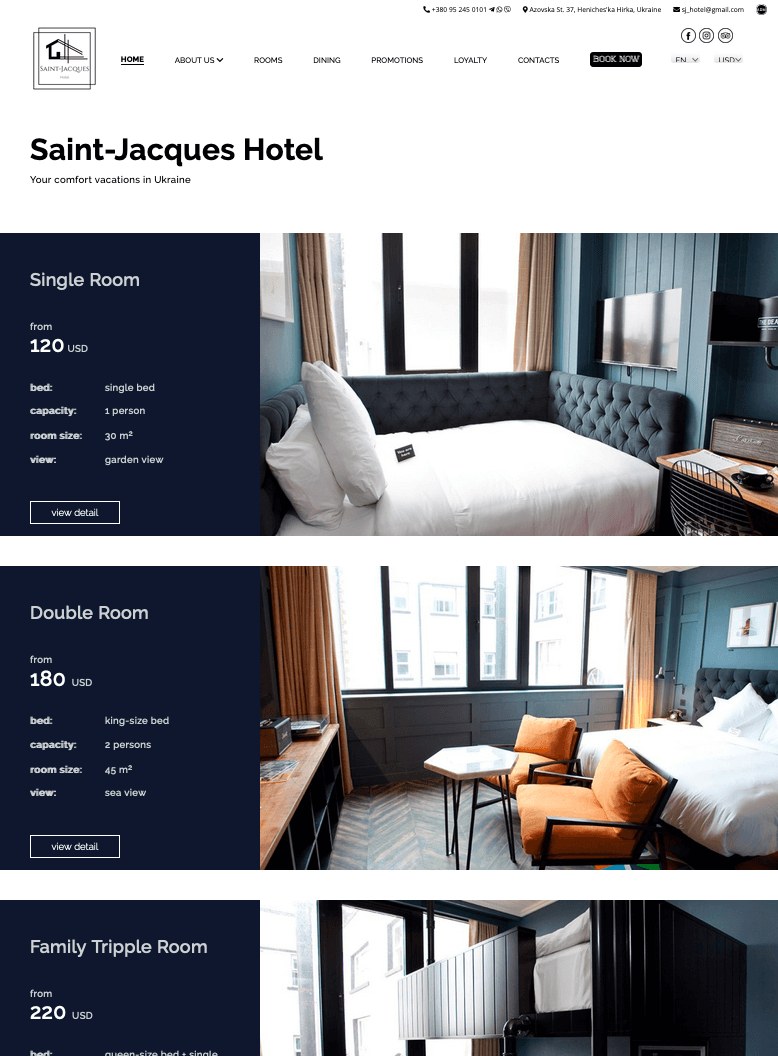 +380 95 245 0101 Azovska St. 37, Heniches'ka Hirka, Ukraine sj_hotel@gmail.com
SAINT-JACQUES
HOME ABOUT US ROOMS DINING PROMOTIONS LOYALTY CONTACTS BOOK NOW EN USD
Saint-Jacques Hotel
Your comfort vacations in Ukraine
Single Room
from
120 USD
bed: single bed
capacity: 1 person
room size: 30 m²
view: garden view
view detail
Double Room
from
180 USD
bed: king-size bed
capacity: 2 persons
room size: 45 m²
view: sea view
view detail
Family Tripple Room
from
220 USD
bed: queen-size bed + single